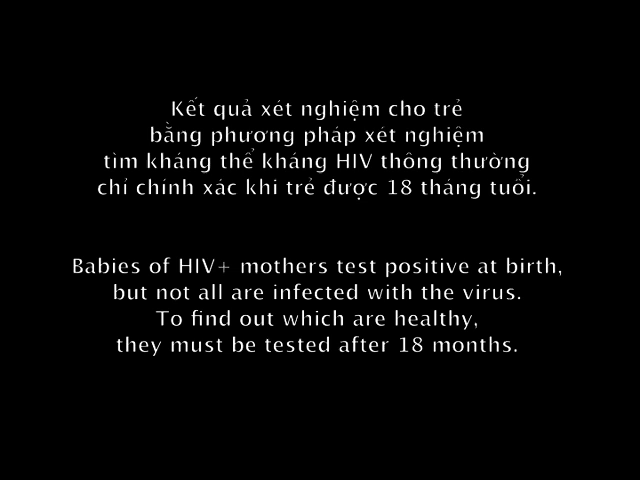 Kết quả xét nghiệm cho trẻ
bằng phương pháp xét nghiệm
tìm kháng thể kháng HIV thông thường
chỉ chính xác khi trẻ được 18 tháng tuổi.
Babies of HIV+ mothers test positive at birth,
but not all are infected with the virus.
To find out which are healthy,
they must be tested after 18 months.